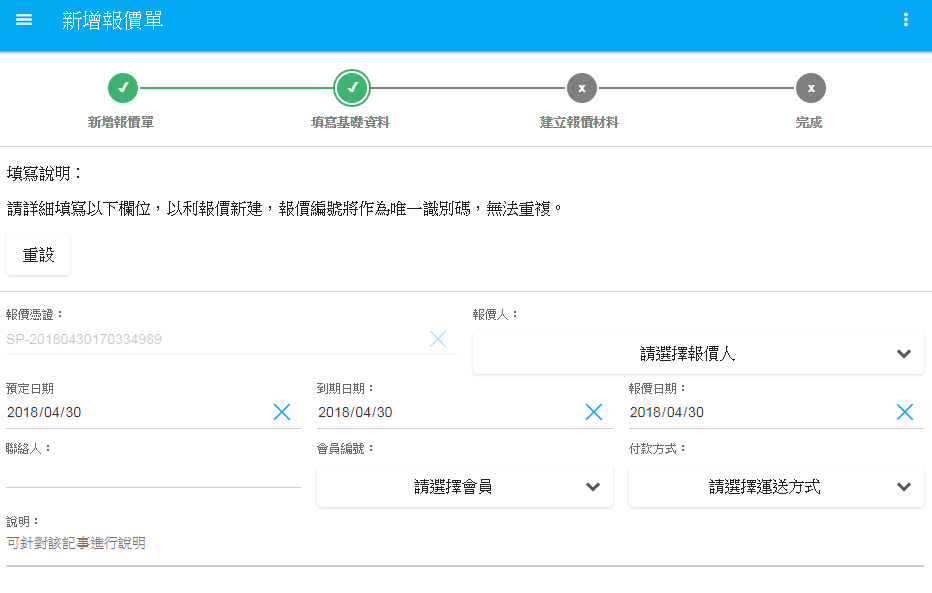 新增報價單
新增報價單 填寫基礎資料 建立報價材料 完成
填寫說明：
請詳細填寫以下欄位，以利報價新建，報價編號將作為唯一識別碼，無法重複。
重設
報價憑證： 報價人：
SP-20180430170334989
請選擇報價人
預定日期 到期日期： 報價日期：
2018/04/30 2018/04/30 2018/04/30
聯絡人： 會員編號： 付款方式：
請選擇會員 請選擇運送方式
說明：
可針對該記事進行說明